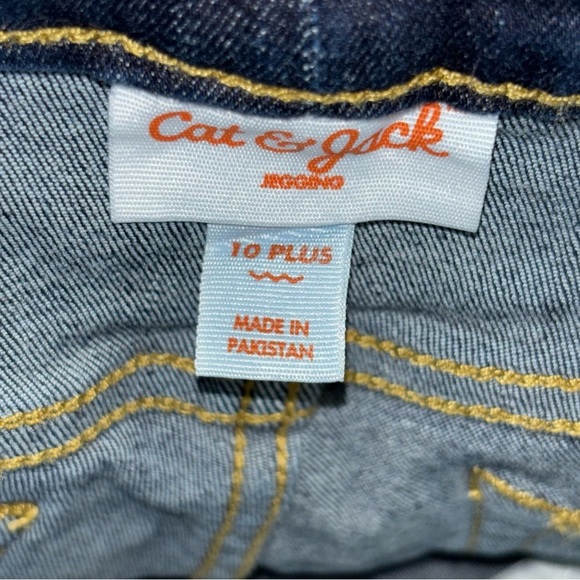 Cat & Jack
JEGGING
10 PLUS
MADE IN
PAKISTAN